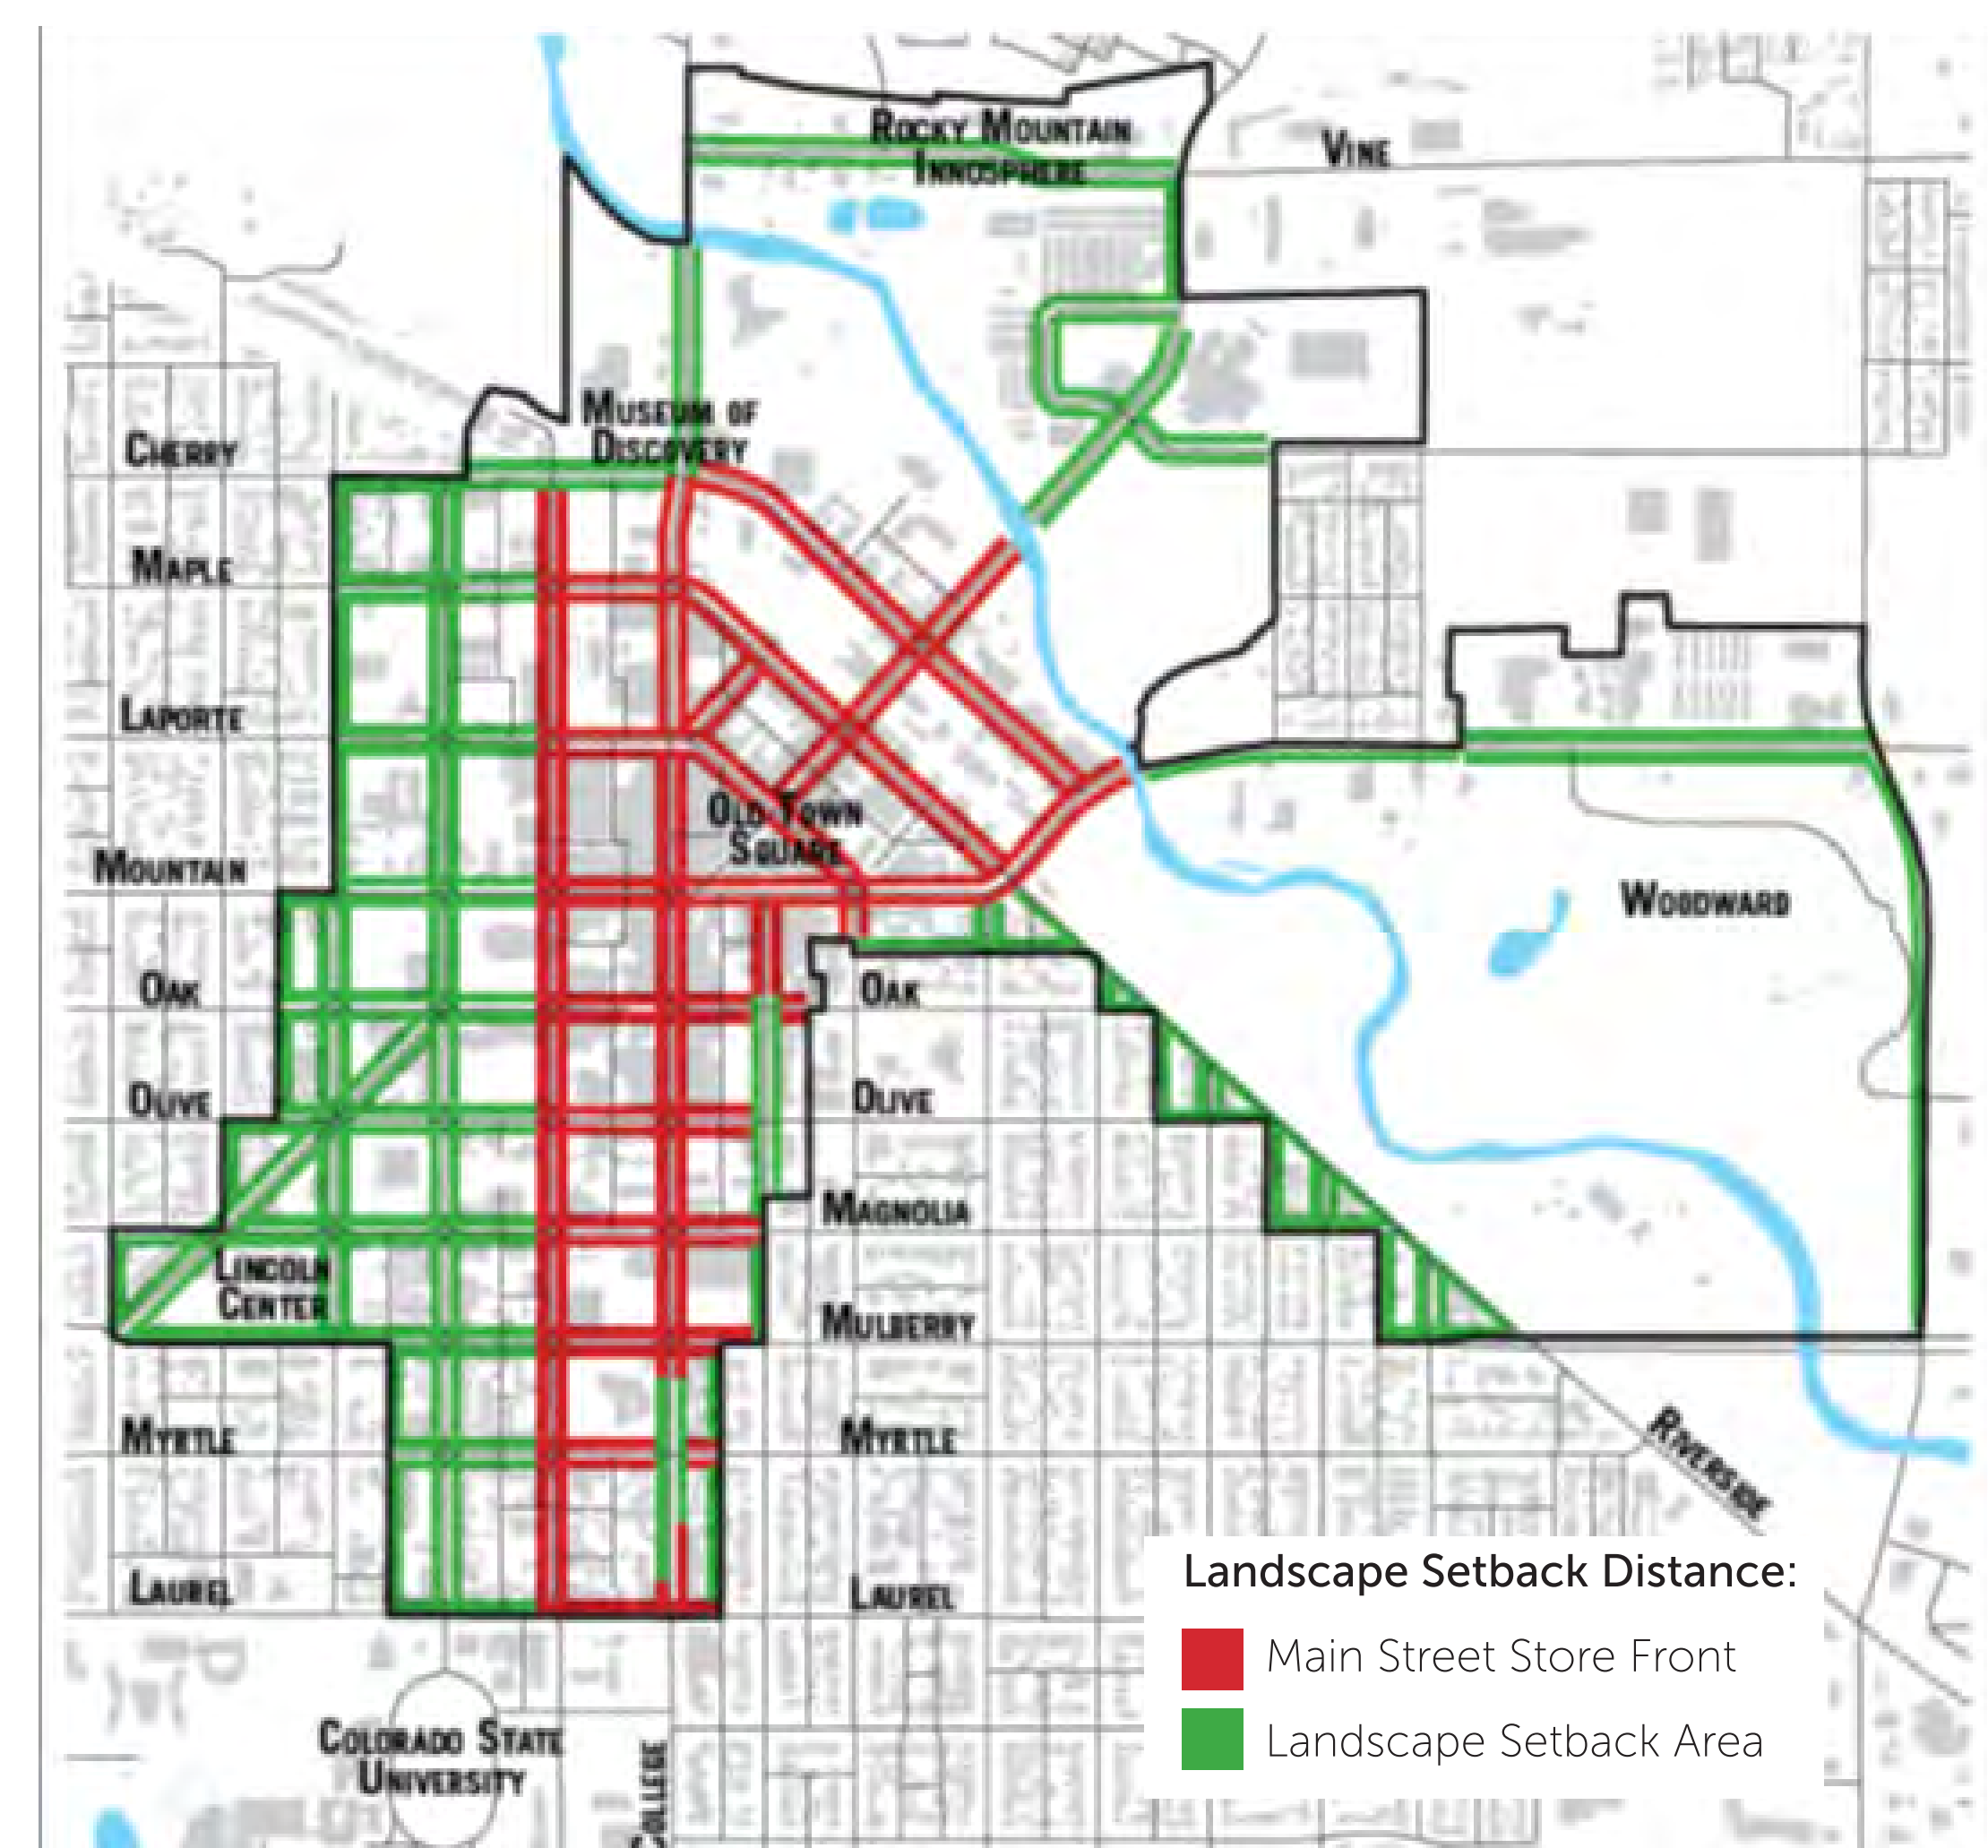 ROCKY MOUNTAIN
INNOSPHERE
VINE
MUSEUM OF
DISCOVERY
CHERRY
MAPLE
LAPORTE
OLD TOWN
SQUARE
MOUNTAIN
WOODWARD
OAK
OAK
OLIVE
OLIVE
MAGNOLIA
LINCOLN
CENTER
MULBERRY
MYRTLE
MYRTLE
RIVERSIDE
LAUREL
LAUREL
Landscape Setback Distance:
Main Street Store Front
Landscape Setback Area
COLORADO STATE
UNIVERSITY
COLLEGE